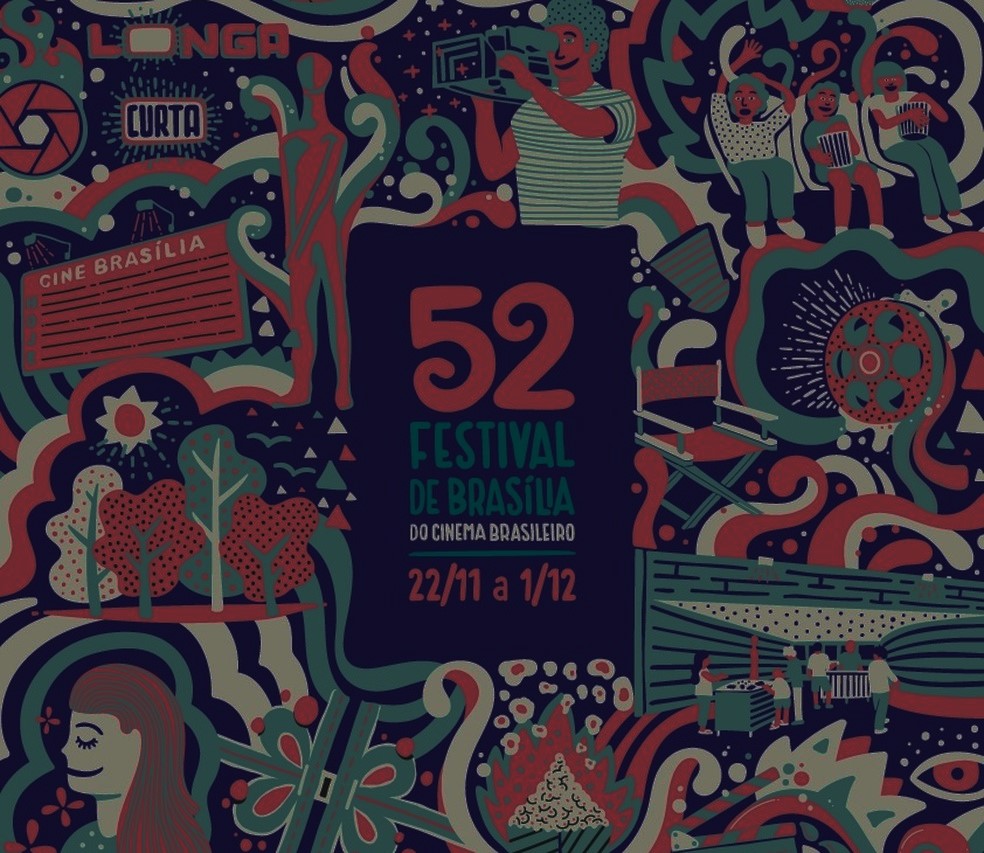 LONGA
CURTA
CINE BRASÍLIA
52
FESTIVAL
DE BRASÍLIA
DO CINEMA BRASILEIRO
22/11 a 1/12